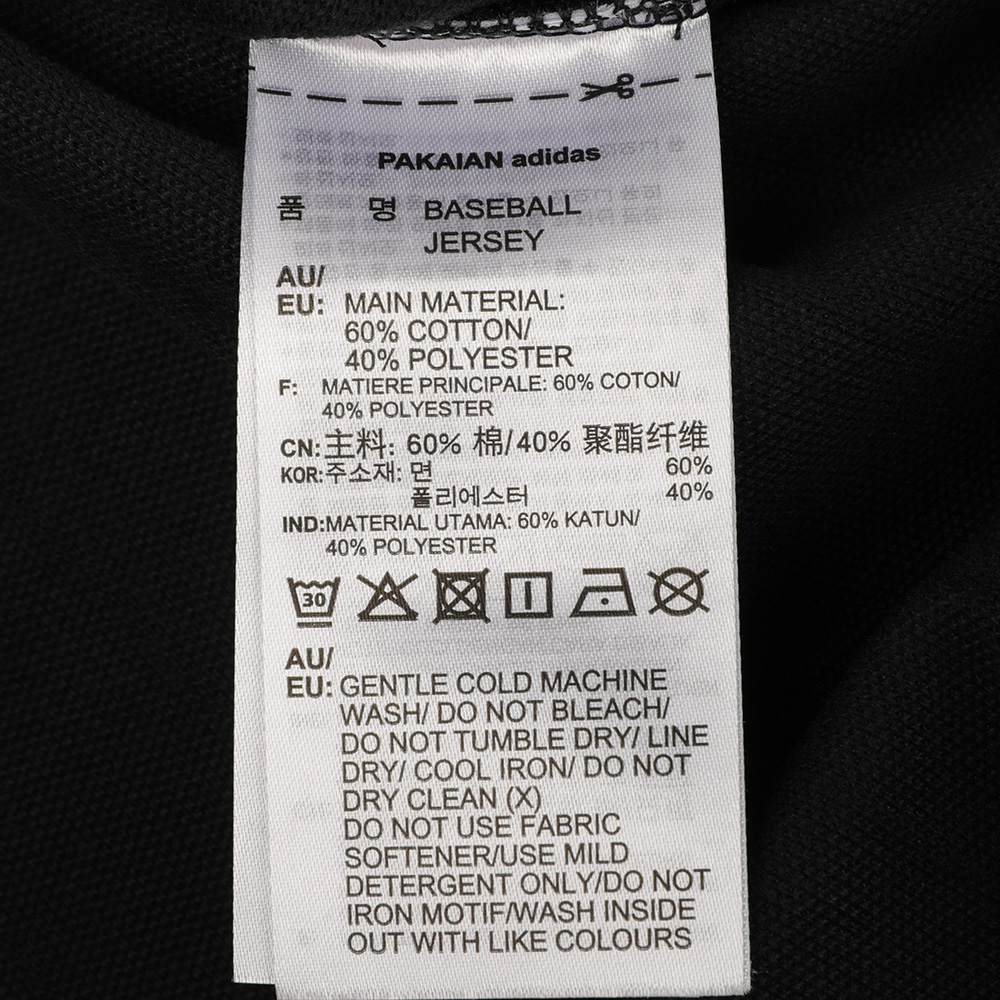 PAKAIAN adidas
품 명 BASEBALL
JERSEY
AU/
EU: MAIN MATERIAL:
60% COTTON/
40% POLYESTER
F: MATIERE PRINCIPALE: 60% COTON/
40% POLYESTER
CN: 主料: 60% 棉/40% 聚酯纤维
KOR: 주소재: 면 60%
폴리에스터 40%
IND: MATERIAL UTAMA: 60% KATUN/
40% POLYESTER
30
AU/
EU: GENTLE COLD MACHINE
WASH/ DO NOT BLEACH/
DO NOT TUMBLE DRY/ LINE
DRY/ COOL IRON/ DO NOT
DRY CLEAN (X)
DO NOT USE FABRIC
SOFTENER/USE MILD
DETERGENT ONLY/DO NOT
IRON MOTIF/WASH INSIDE
OUT WITH LIKE COLOURS